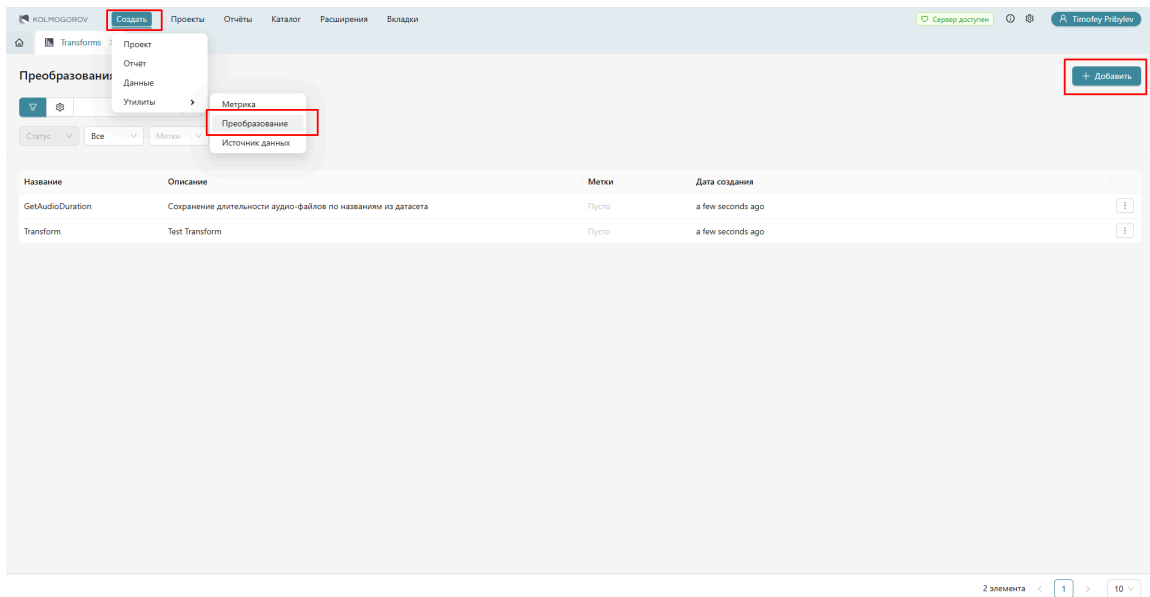 KOLMOGOROV Создать Проекты Отчёты Каталог Расширения Вкладки Сервер доступен Timofey Pribylev
Transforms
Проект
Отчёт
Данные
Утилиты
Метрика
Преобразование
Источник данных
Преобразовани
+ Добавить
Статус Все Метки
Название Описание Метки Дата создания
GetAudioDuration Сохранение длительности аудио-файлов по названиям из датасета Пусто a few seconds ago
Transform Test Transform Пусто a few seconds ago
2 элемента < 1 > 10